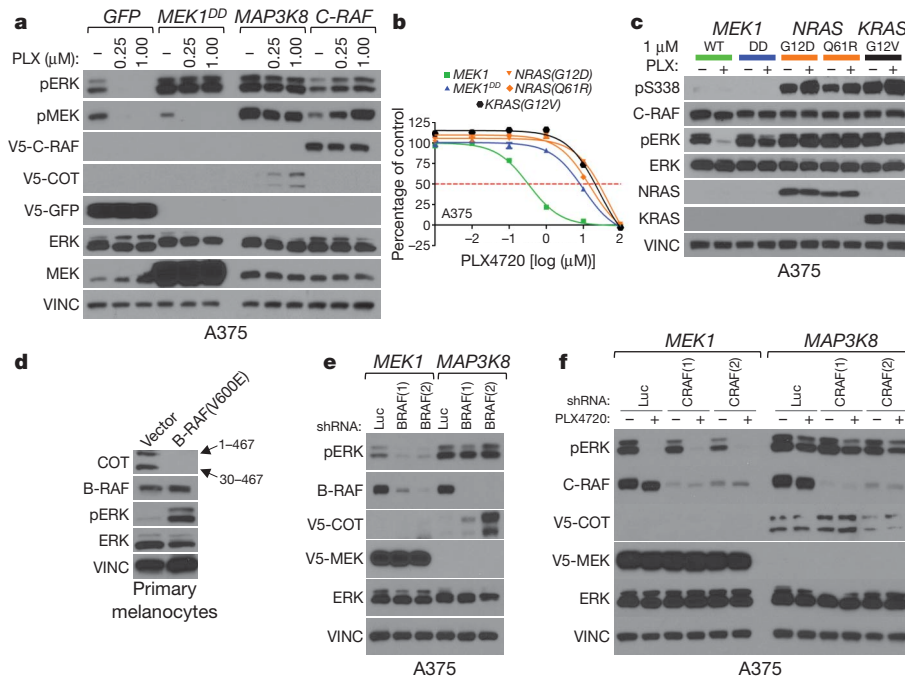 a
GFP MEK1DD MAP3K8 C-RAF
PLX (μM): – 0.25 1.00 – 0.25 1.00 – 0.25 1.00 – 0.25 1.00
pERK
pMEK
V5-C-RAF
V5-COT
V5-GFP
ERK
MEK
VINC
A375
b
MEK1 NRAS(G12D)
MEK1DD NRAS(Q61R)
KRAS(G12V)
Percentage of control
125
100
75
50
25
0
–25
A375
–2 –1 0 1 2
PLX4720 [log (μM)]
c
MEK1 NRAS KRAS
1 μM WT DD G12D Q61R G12V
PLX: – + – + – + – + – +
pS338
C-RAF
pERK
ERK
NRAS
KRAS
VINC
A375
d
Vector B-RAF(V600E)
COT 1–467
30–467
B-RAF
pERK
ERK
VINC
Primary
melanocytes
e
MEK1 MAP3K8
shRNA: Luc BRAF(1) BRAF(2) Luc BRAF(1) BRAF(2)
pERK
B-RAF
V5-COT
V5-MEK
ERK
VINC
A375
f
MEK1 MAP3K8
shRNA: Luc CRAF(1) CRAF(2) Luc CRAF(1) CRAF(2)
PLX4720: – + – + – + – + – + – +
pERK
C-RAF
V5-COT
V5-MEK
ERK
VINC
A375